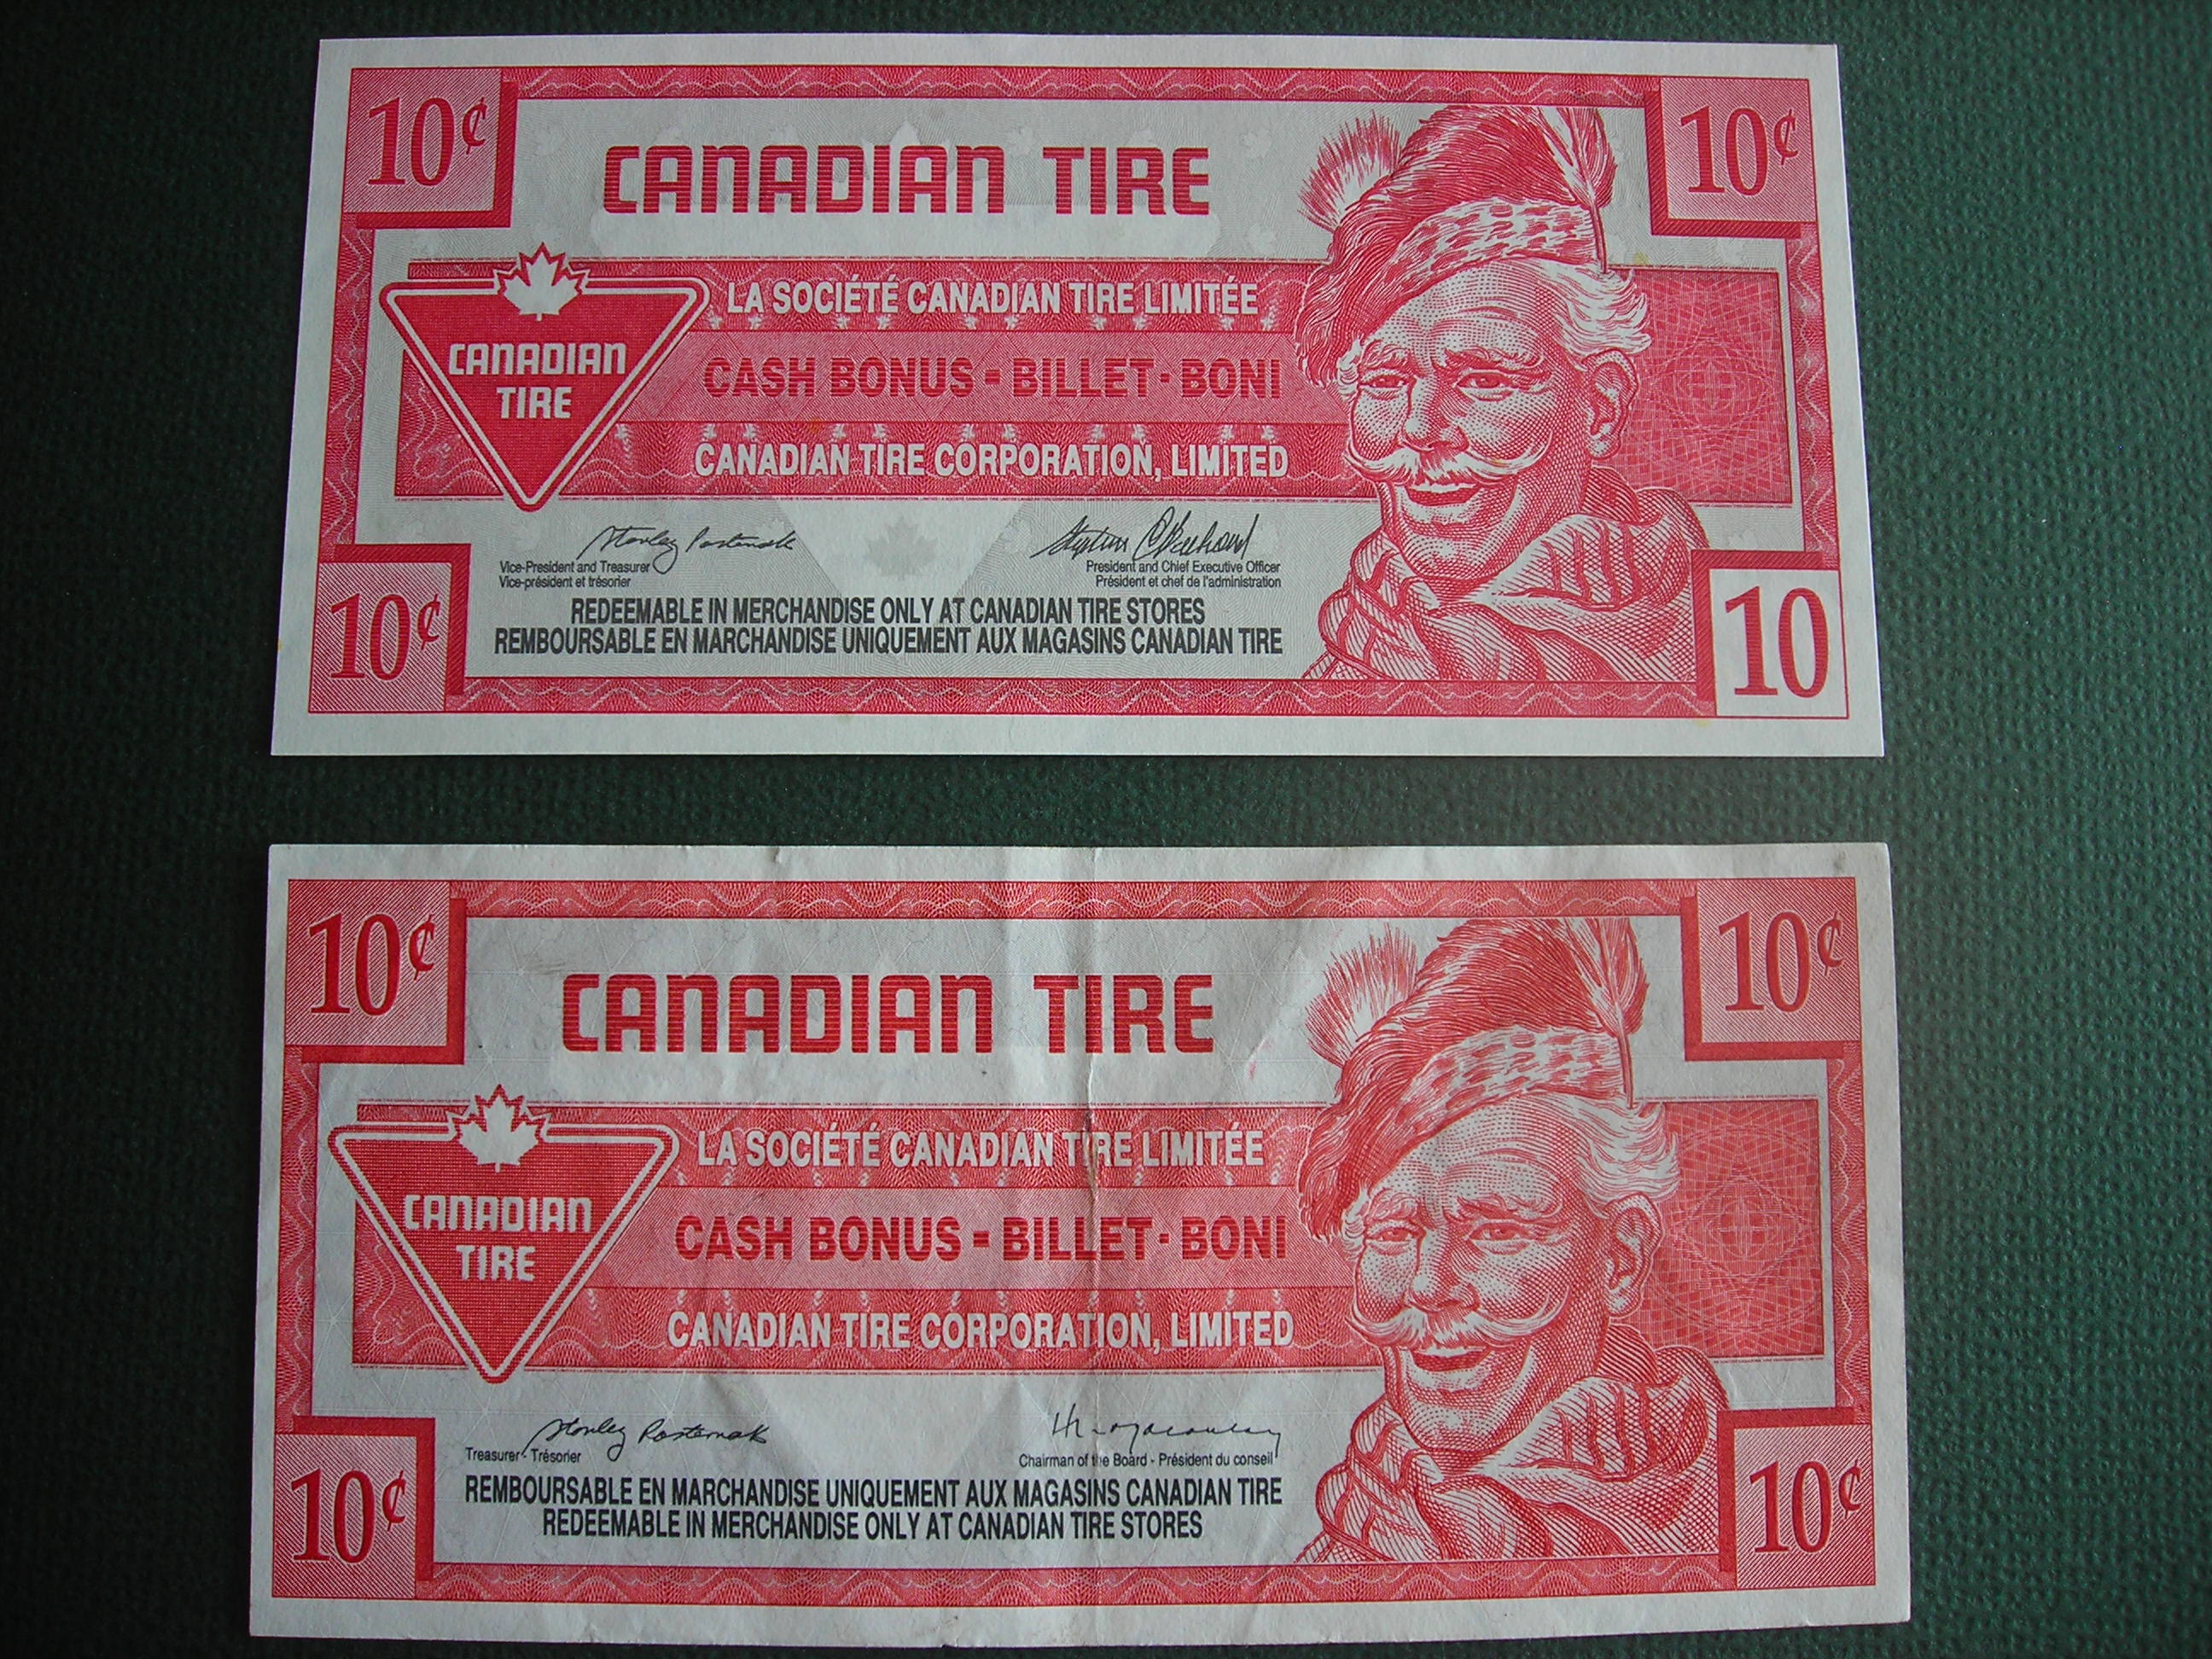 10¢
10¢
CANADIAN TIRE
LA SOCIÉTÉ CANADIAN TIRE LIMITÉE
CANADIAN
TIRE
CASH BONUS - BILLET - BONI
CANADIAN TIRE CORPORATION, LIMITED
Stanley Pasternak
Vice-President and Treasurer
Vice-président et trésorier
President and Chief Executive Officer
Président et chef de l'administration
REDEEMABLE IN MERCHANDISE ONLY AT CANADIAN TIRE STORES
REMBOURSABLE EN MARCHANDISE UNIQUEMENT AUX MAGASINS CANADIAN TIRE
10¢
10
10¢
10¢
CANADIAN TIRE
LA SOCIÉTÉ CANADIAN TIRE LIMITÉE
CANADIAN
TIRE
CASH BONUS - BILLET - BONI
CANADIAN TIRE CORPORATION, LIMITED
Stanley Pasternak
Treasurer - Trésorier
Chairman of the Board - Président du conseil
REMBOURSABLE EN MARCHANDISE UNIQUEMENT AUX MAGASINS CANADIAN TIRE
REDEEMABLE IN MERCHANDISE ONLY AT CANADIAN TIRE STORES
10¢
10¢